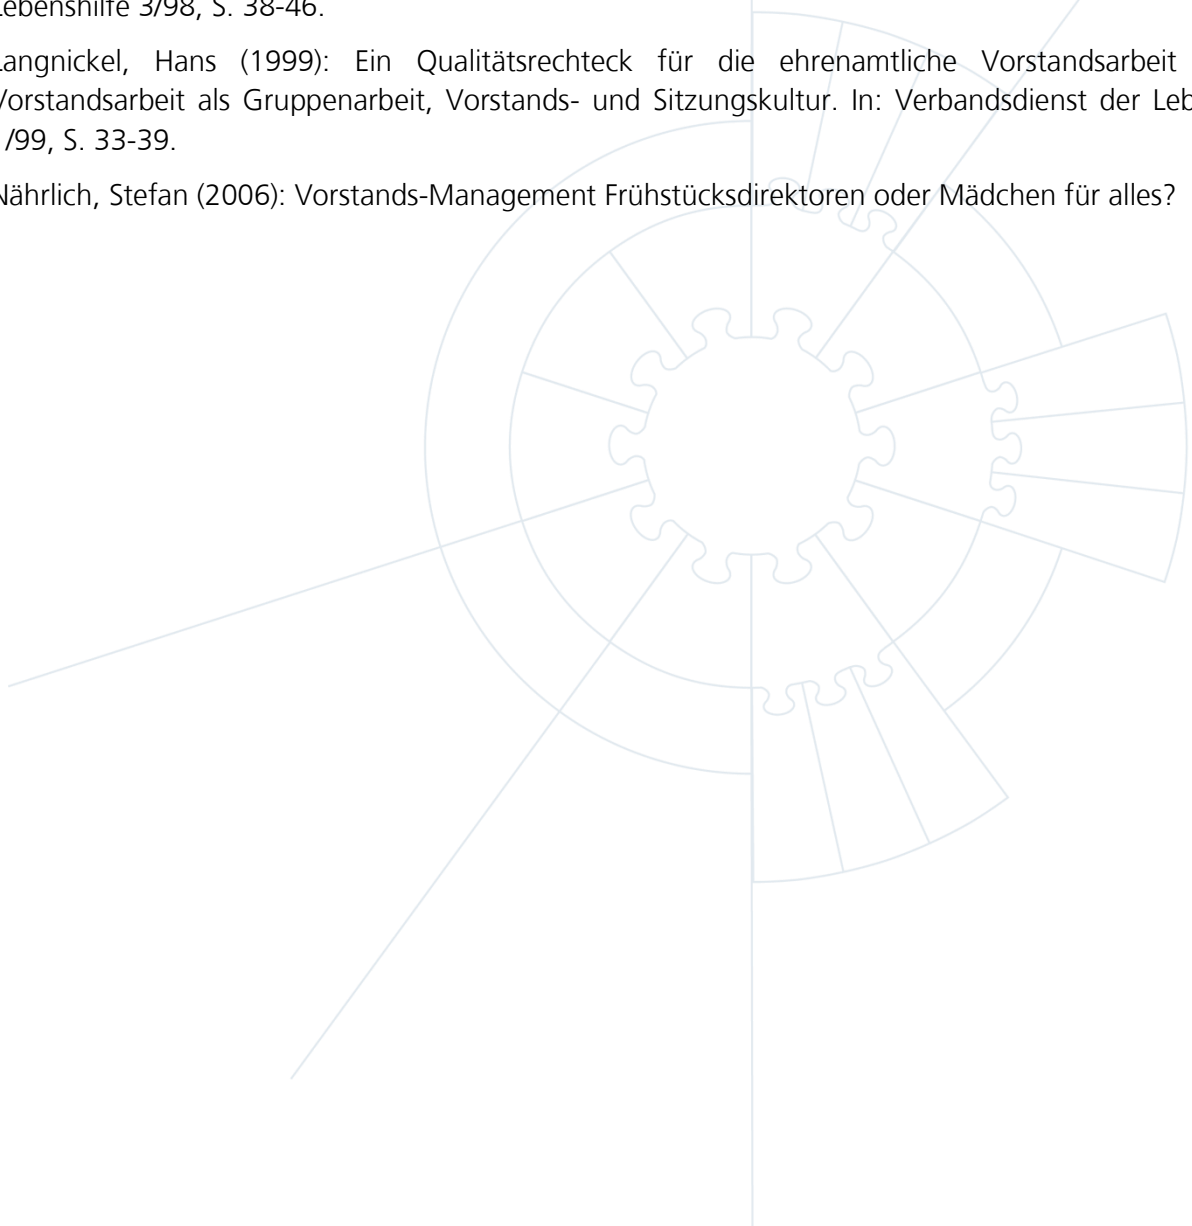 Lebenshilfe 3/98, S. 38-46.
Langnickel, Hans (1999): Ein Qualitätsrechteck für die ehrenamtliche Vorstandsarbeit
Vorstandsarbeit als Gruppenarbeit, Vorstands- und Sitzungskultur. In: Verbandsdienst der Leb
/99, S. 33-39.
Nährlich, Stefan (2006): Vorstands-Management Frühstücksdirektoren oder Mädchen für alles?